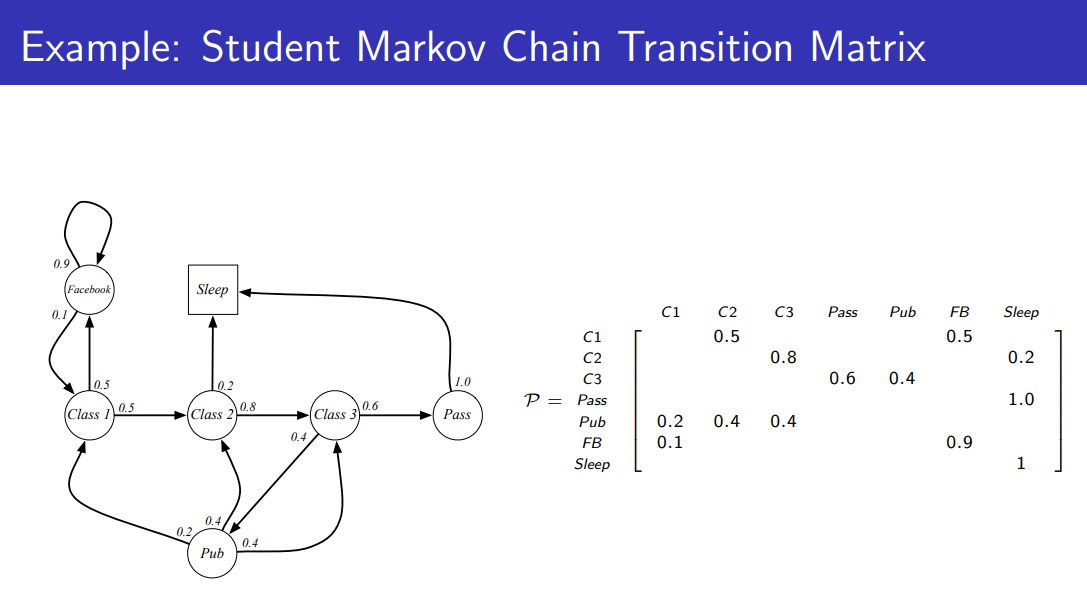 Example: Student Markov Chain Transition Matrix
0.9
Facebook
Sleep
0.1
0.5
0.2
1.0
Class 1
0.5
Class 2
0.8
Class 3
0.6
Pass
0.4
0.2
0.4
Pub
0.4
C1 C2 C3 Pass Pub FB Sleep
C1 0.5 0.5
C2 0.8 0.2
C3 0.6 0.4
𝒫 = Pass 1.0
Pub 0.2 0.4 0.4
FB 0.1 0.9
Sleep 1